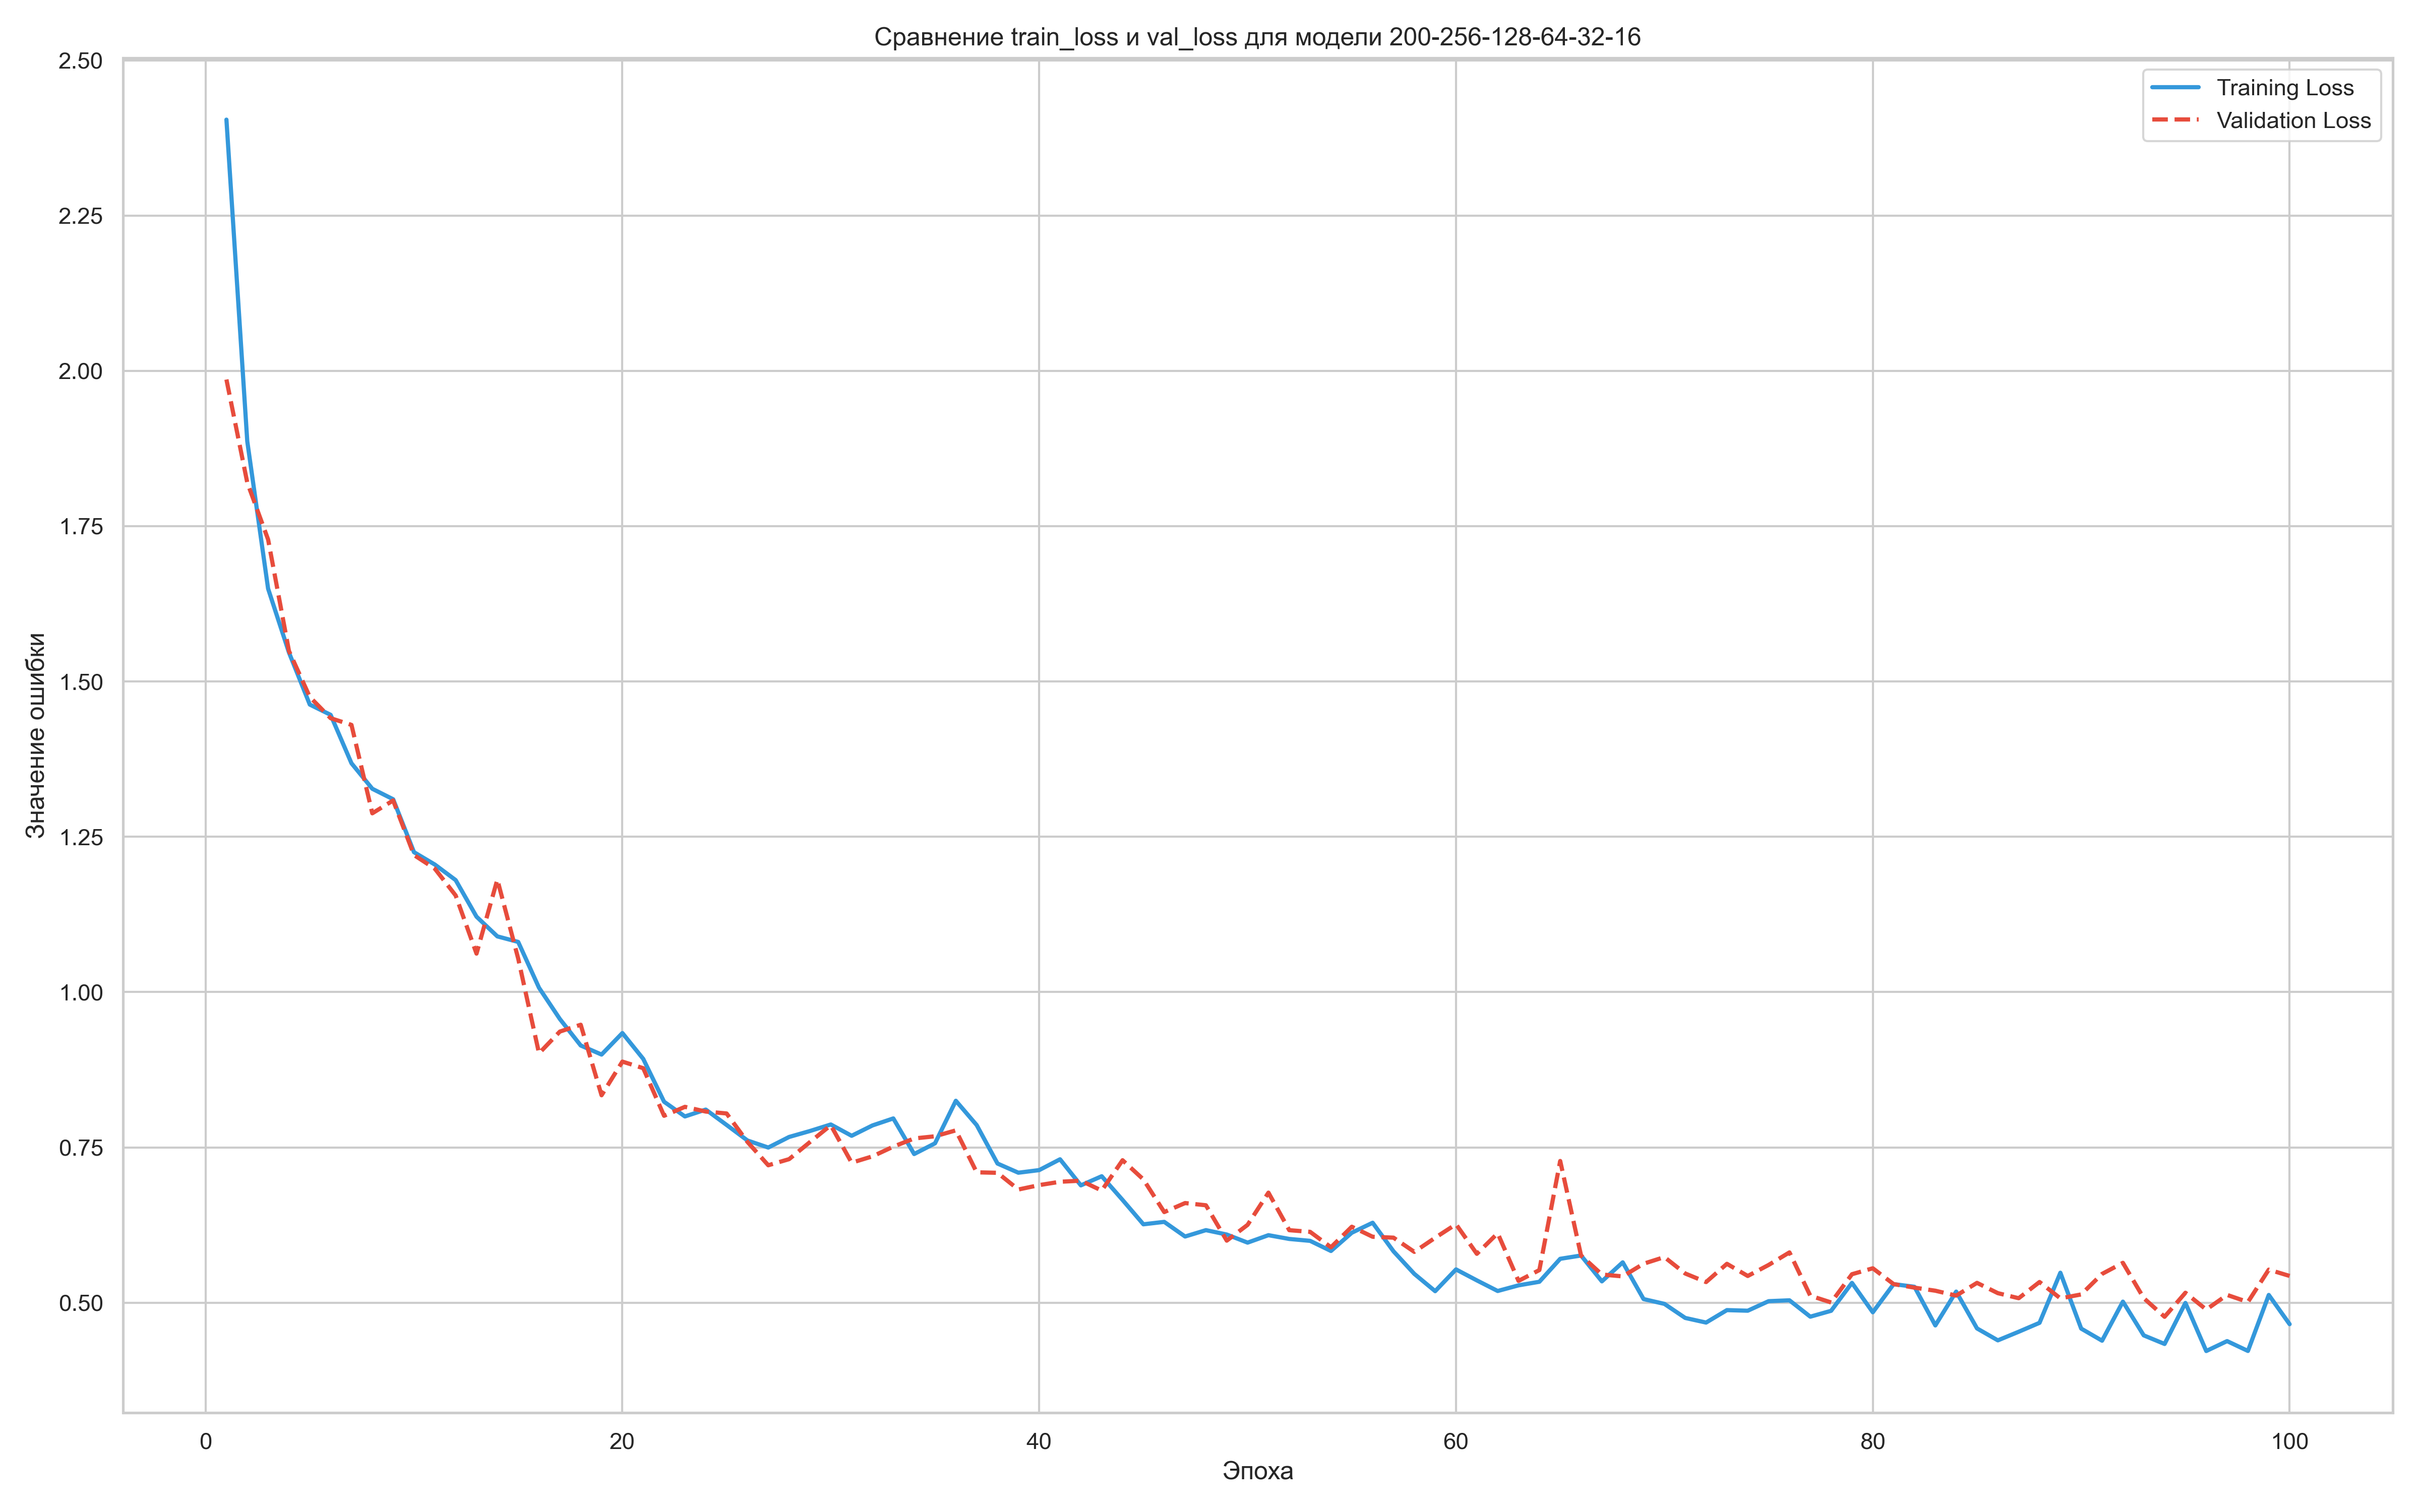 Сравнение train_loss и val_loss для модели 200-256-128-64-32-16
Training Loss
Validation Loss
2.50
2.25
2.00
1.75
1.50
1.25
1.00
0.75
0.50
Значение ошибки
0 20 40 60 80 100
Эпоха